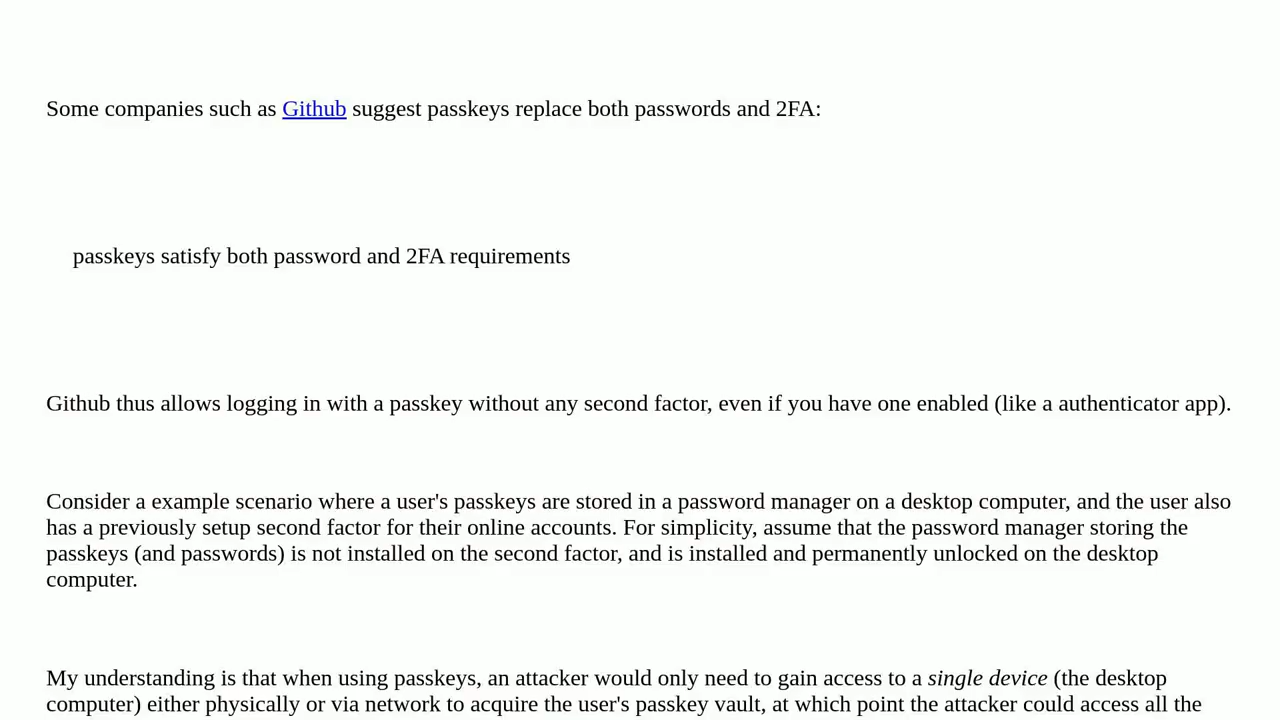 Some companies such as Github suggest passkeys replace both passwords and 2FA:
passkeys satisfy both password and 2FA requirements
Github thus allows logging in with a passkey without any second factor, even if you have one enabled (like a authenticator app).
Consider a example scenario where a user's passkeys are stored in a password manager on a desktop computer, and the user also
has a previously setup second factor for their online accounts. For simplicity, assume that the password manager storing the
passkeys (and passwords) is not installed on the second factor, and is installed and permanently unlocked on the desktop
computer.
My understanding is that when using passkeys, an attacker would only need to gain access to a single device (the desktop
computer) either physically or via network to acquire the user's passkey vault, at which point the attacker could access all the